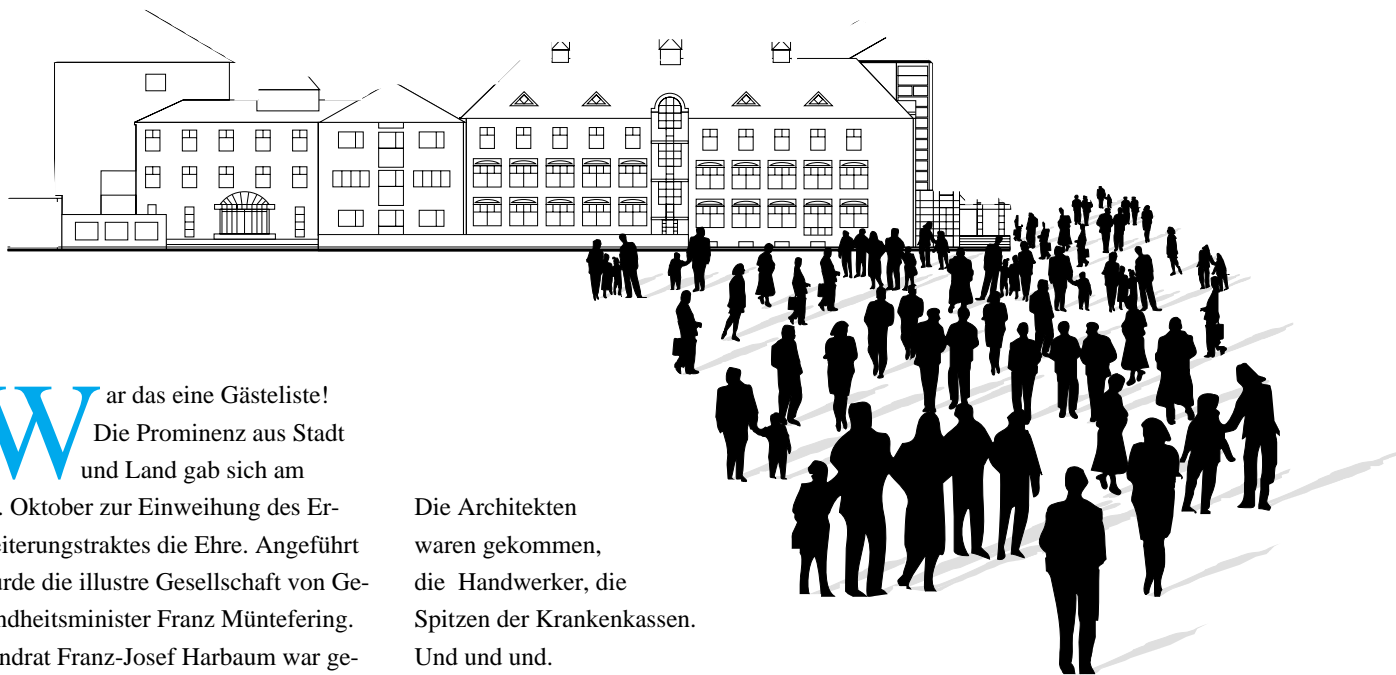 War das eine Gästeliste!
Die Prominenz aus Stadt
und Land gab sich am
. Oktober zur Einweihung des Er-
eiterungstraktes die Ehre. Angeführt
urde die illustre Gesellschaft von Ge-
ndheitsminister Franz Müntefering.
ndrat Franz-Josef Harbaum war ge-
Die Architekten
waren gekommen,
die Handwerker, die
Spitzen der Krankenkassen.
Und und und.